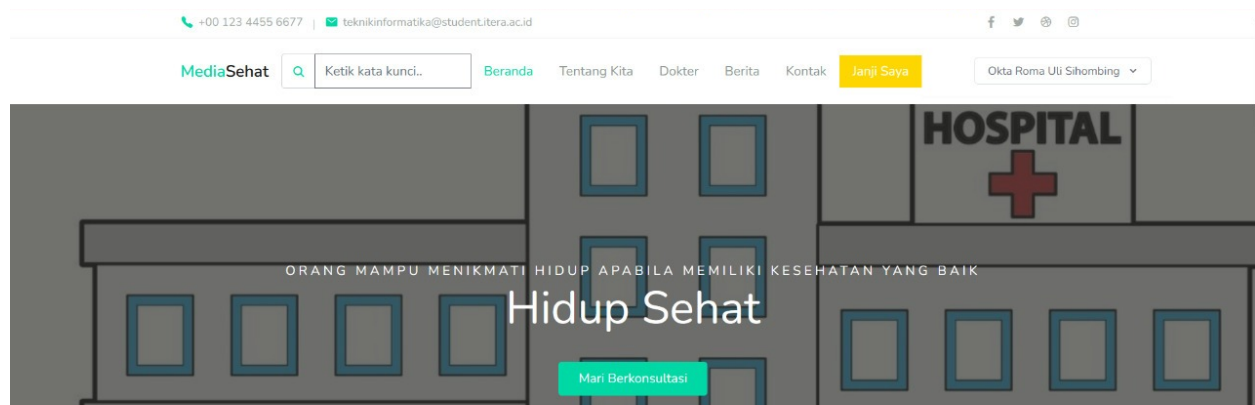 +00 123 4455 6677 | teknikinformatika@student.itera.ac.id
MediaSehat Ketik kata kunci.. Beranda Tentang Kita Dokter Berita Kontak Janji Saya Okta Roma Uli Sihombing
HOSPITAL
ORANG MAMPU MENIKMATI HIDUP APABILA MEMILIKI KESEHATAN YANG BAIK
Hidup Sehat
Mari Berkonsultasi